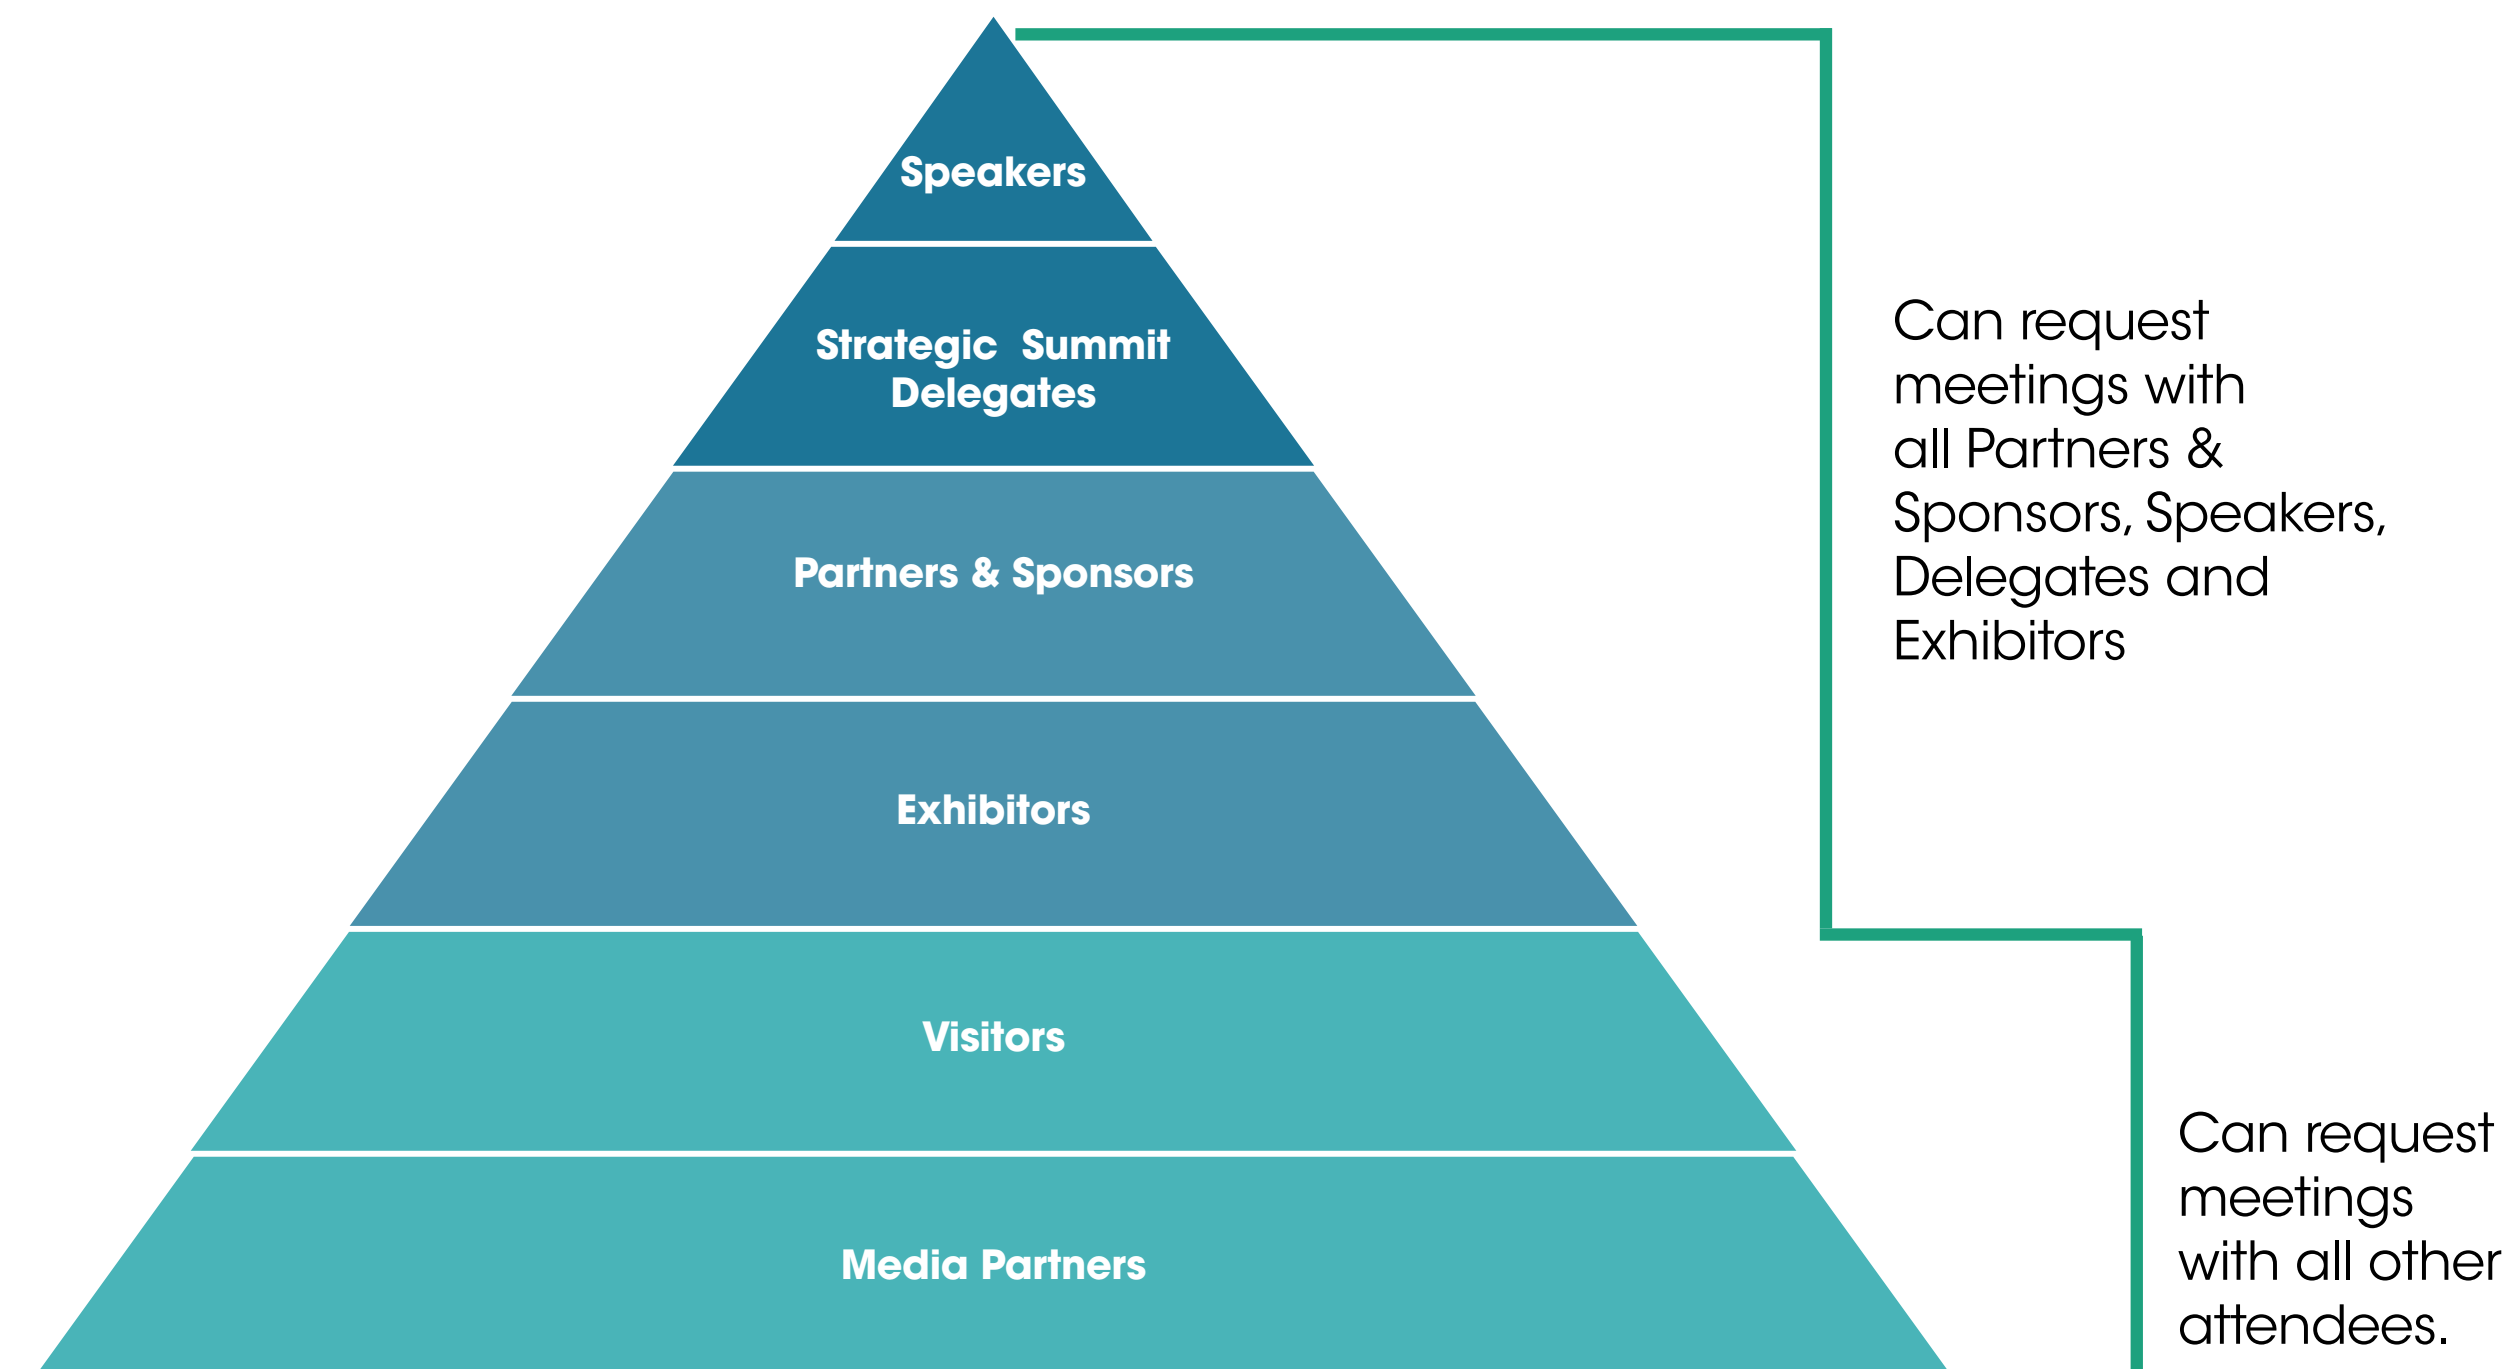 Speakers
Strategic Summit
Delegates
Partners & Sponsors
Exhibitors
Visitors
Media Partners
Can request
meetings with
all Partners &
Sponsors, Speakers,
Delegates and
Exhibitors
Can request
meetings
with all other
attendees.